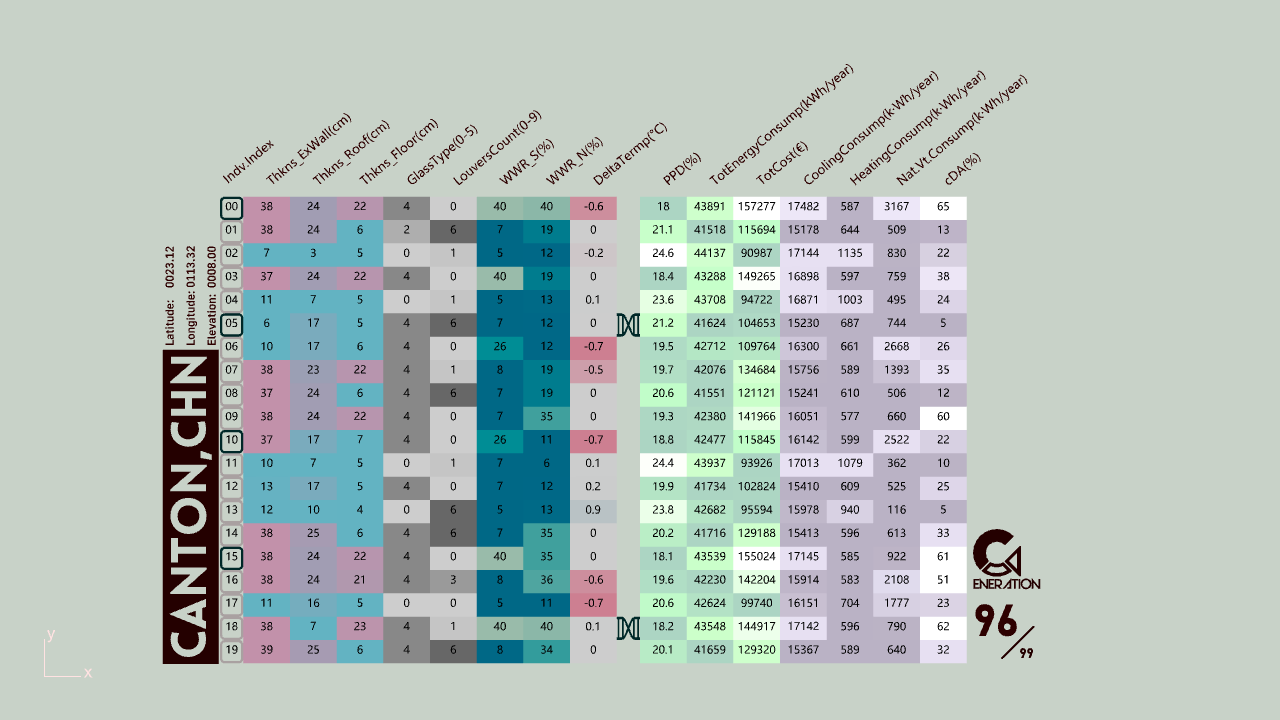 Indv.Index Thkns_ExWall(cm) Thkns_Roof(cm) Thkns_Floor(cm) GlassType(0-5) LouversCount(0-9) WWR_S(%) WWR_N(%) DeltaTermp(°C) PPD(%) TotEnergyConsump(kWh/year) TotCost(€) CoolingConsump(k·Wh/year) HeatingConsump(k·Wh/year) Nat.Vt.Consump(k·Wh/year) cDA(%)
00 38 24 22 4 0 40 40 -0.6 18 43891 157277 17482 587 3167 65
01 38 24 6 2 6 7 19 0 21.1 41518 115694 15178 644 509 13
02 7 3 5 0 1 5 12 -0.2 24.6 44137 90987 17144 1135 830 22
03 37 24 22 4 0 40 19 0 18.4 43288 149265 16898 597 759 38
04 11 7 5 0 1 5 13 0.1 23.6 43708 94722 16871 1003 495 24
05 6 17 5 4 6 7 12 0 21.2 41624 104653 15230 687 744 5
06 10 17 6 4 0 26 12 -0.7 19.5 42712 109764 16300 661 2668 26
07 38 23 22 4 1 8 19 -0.5 19.7 42076 134684 15756 589 1393 35
08 37 24 6 4 6 7 19 0 20.6 41551 121121 15241 610 506 12
09 38 24 22 4 0 7 35 0 19.3 42380 141966 16051 577 660 60
10 37 17 7 4 0 26 11 -0.7 18.8 42477 115845 16142 599 2522 22
11 10 7 5 0 1 7 6 0.1 24.4 43937 93926 17013 1079 362 10
12 13 17 5 4 0 7 12 0.2 19.9 41734 102824 15410 609 525 25
13 12 10 4 0 6 5 13 0.9 23.8 42682 95594 15978 940 116 5
14 38 25 6 4 6 7 35 0 20.2 41716 129188 15413 596 613 33
15 38 24 22 4 0 40 35 0 18.1 43539 155024 17145 585 922 61
16 38 24 21 4 3 8 36 -0.6 19.6 42230 142204 15914 583 2108 51
17 11 16 5 0 0 5 11 -0.7 20.6 42624 99740 16151 704 1777 23
18 38 7 23 4 1 40 40 0.1 18.2 43548 144917 17142 596 790 62
19 39 25 6 4 6 8 34 0 20.1 41659 129320 15367 589 640 32
Latitude: 0023.12
Longitude: 0113.32
Elevation: 0008.00
CANTON,CHN
GENERATION
96/99
y
x